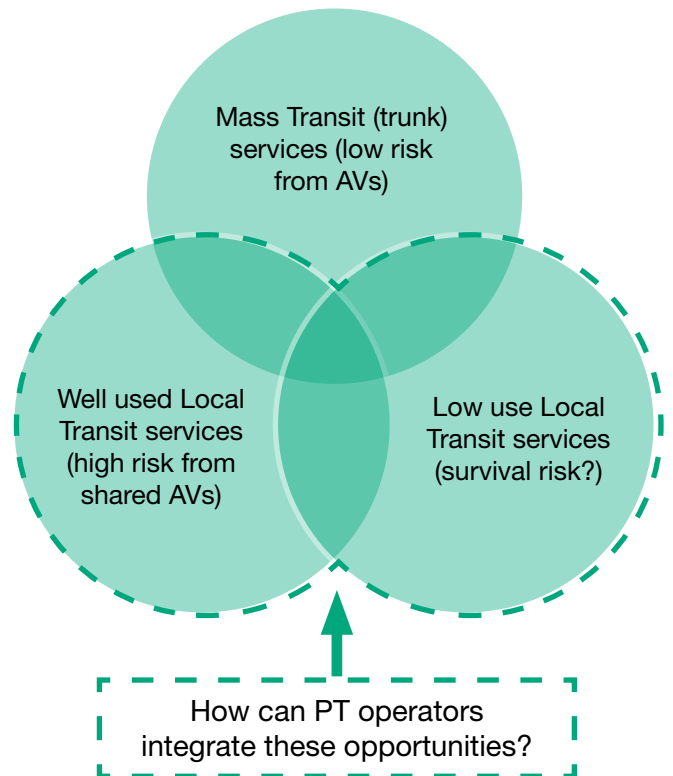 Mass Transit (trunk)
services (low risk
from AVs)
Well used Local
Transit services
(high risk from
shared AVs)
Low use Local
Transit services
(survival risk?)
How can PT operators
integrate these opportunities?